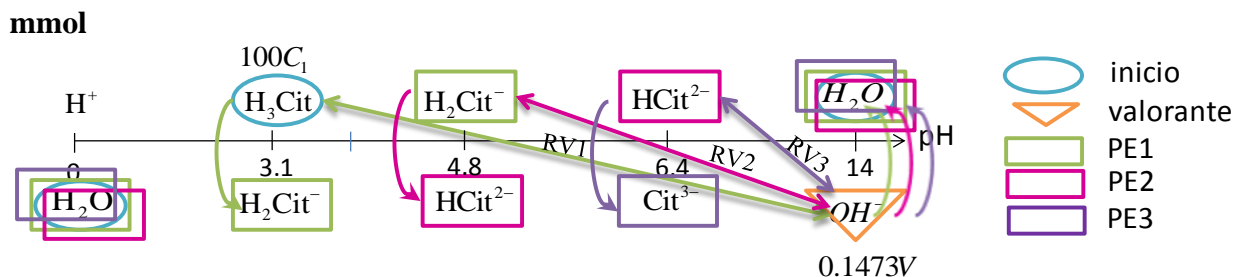 mmol
100C₁
H⁺ H₃Cit H₂Cit⁻ HCit²⁻ H₂O
RV1 RV2 RV3 pH
0 3.1 4.8 6.4 14
H₂O H₂Cit⁻ HCit²⁻ Cit³⁻ OH⁻
0.1473V
inicio
valorante
PE1
PE2
PE3